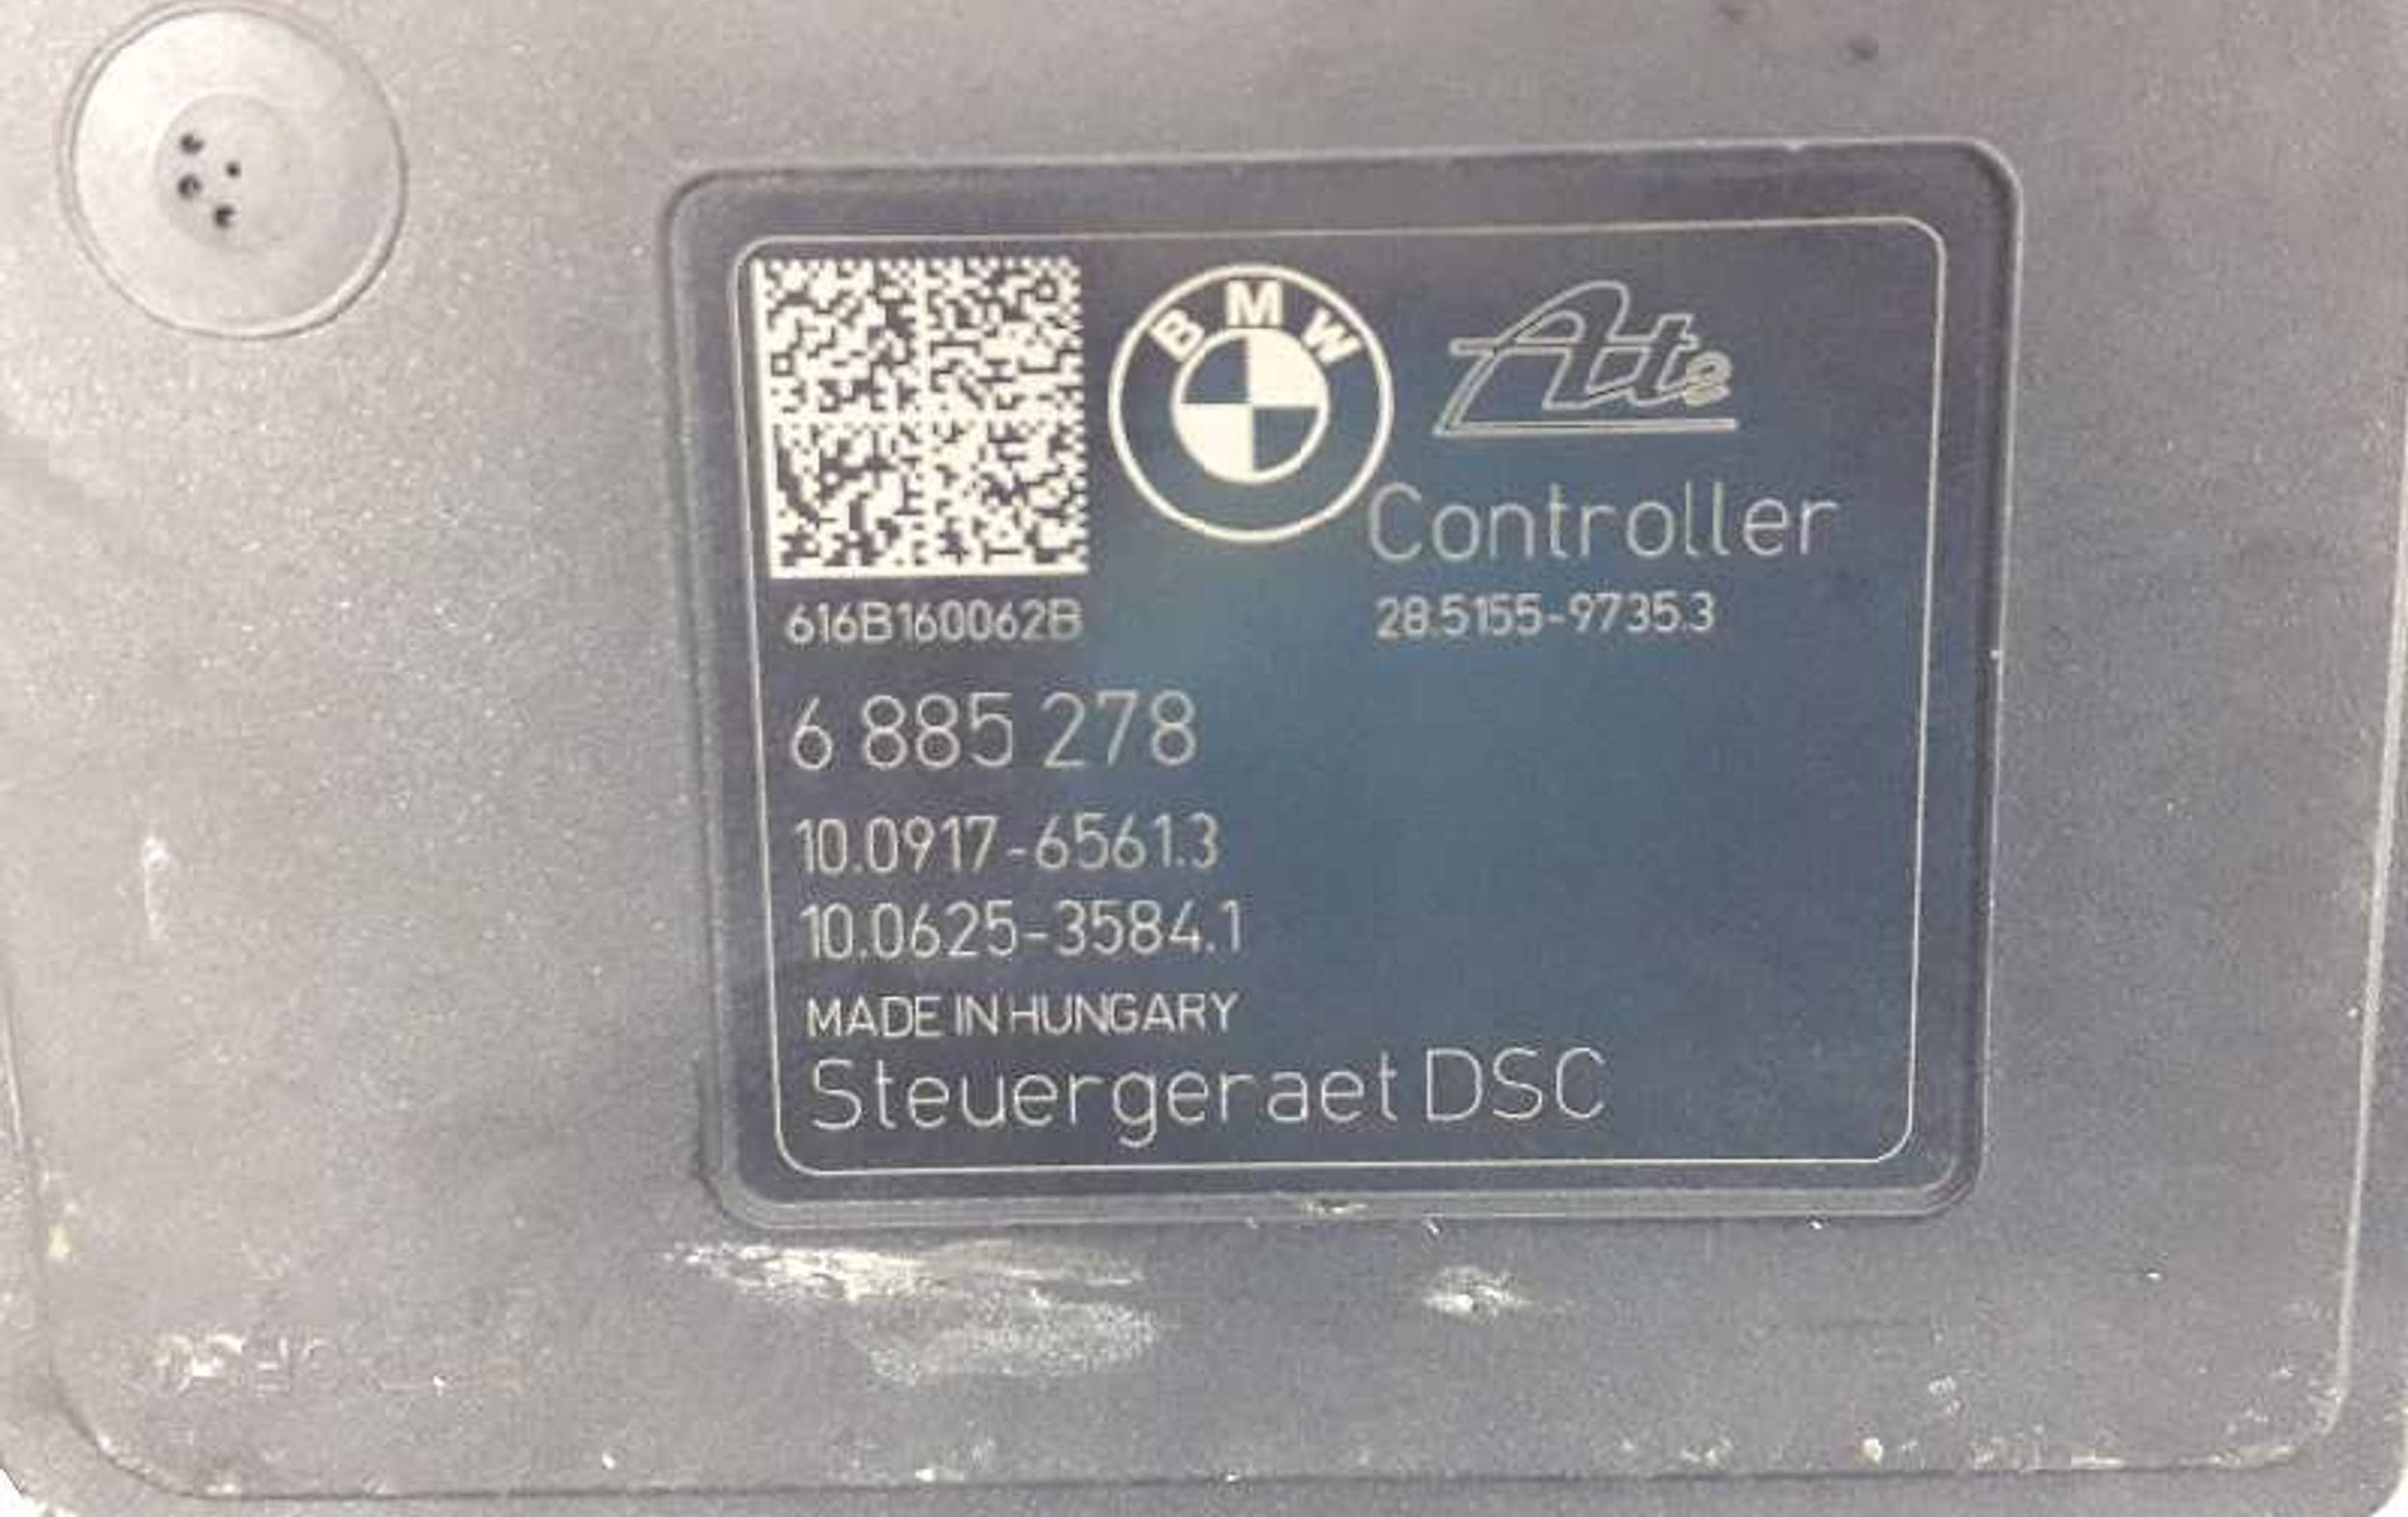 BMW
Ate
Controller
616B160062B
28.5155-9735.3
6 885 278
10.0917-6561.3
10.0625-3584.1
MADE IN HUNGARY
Steuergeraet DSC